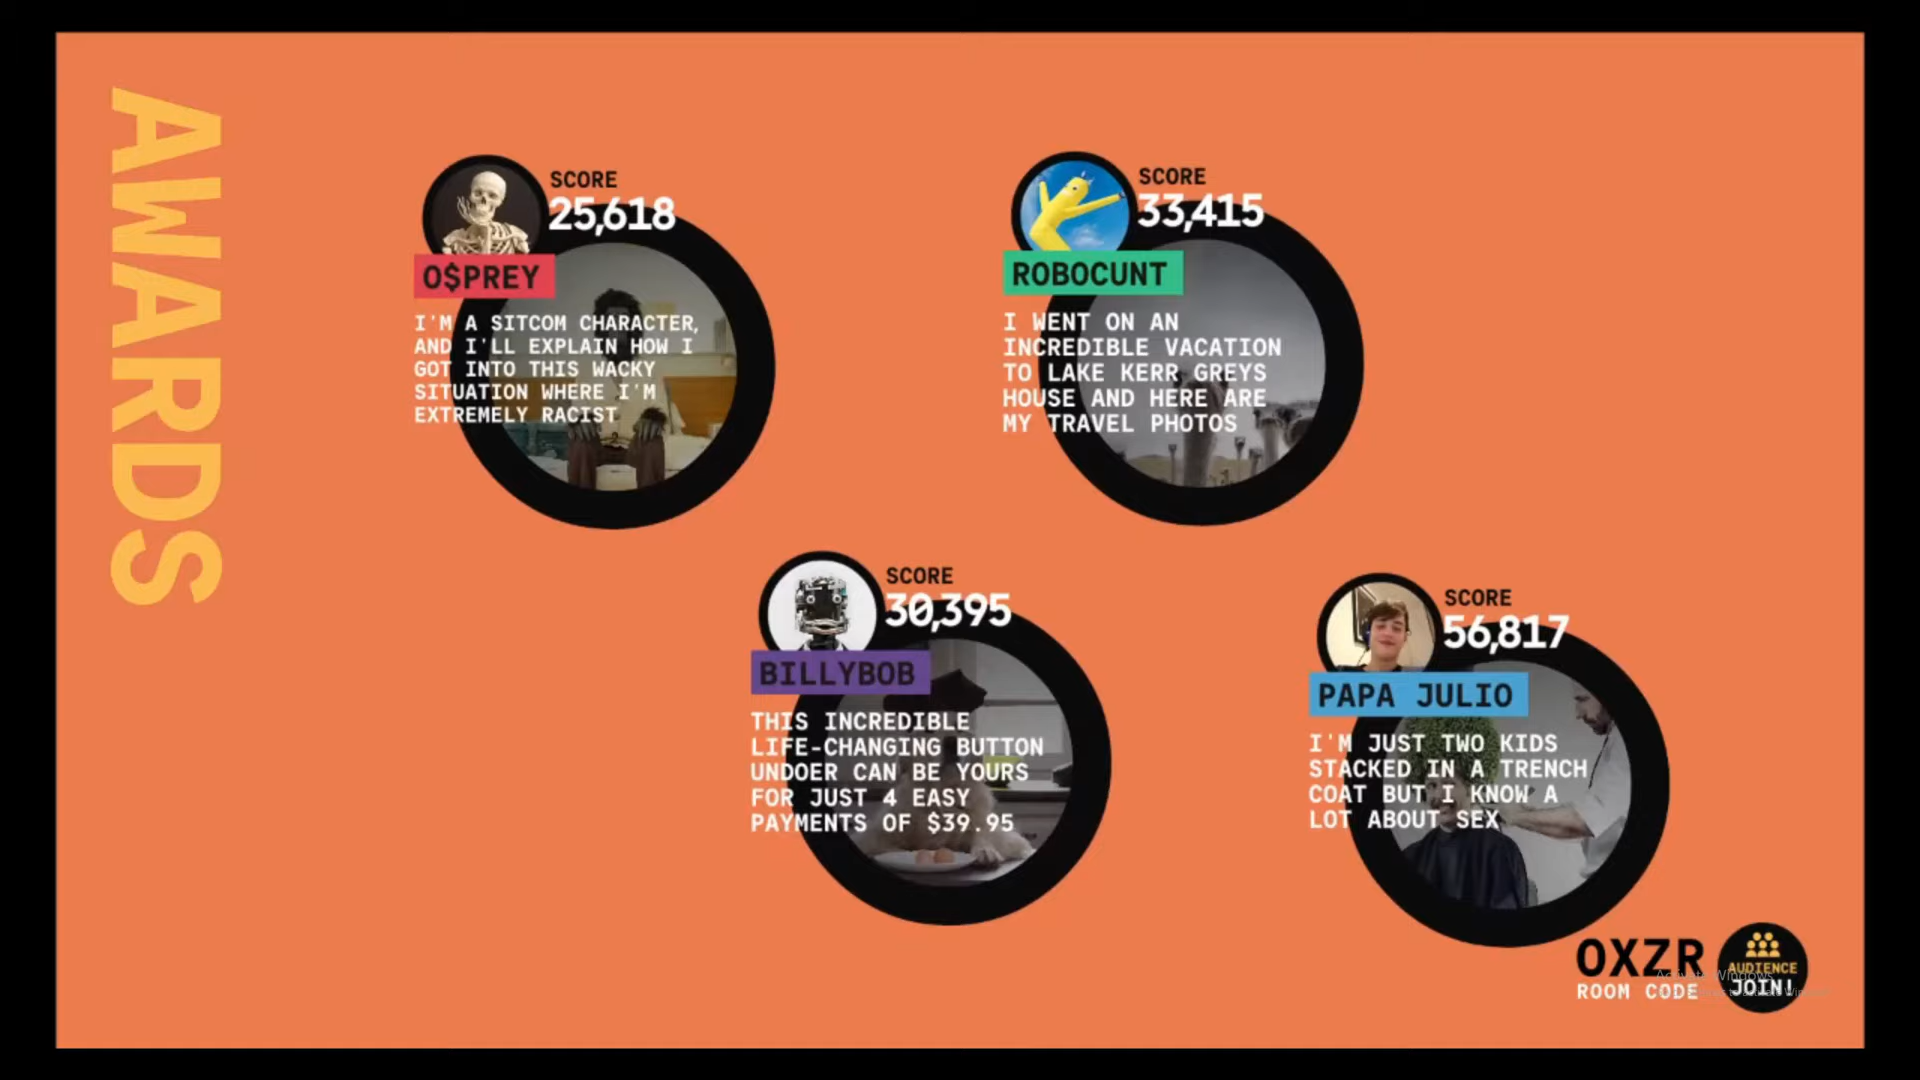 AWARDS
SCORE
25,618
O$PREY
I'M A SITCOM CHARACTER,
AND I'LL EXPLAIN HOW I
GOT INTO THIS WACKY
SITUATION WHERE I'M
EXTREMELY RACIST
SCORE
33,415
ROBOCUNT
I WENT ON AN
INCREDIBLE VACATION
TO LAKE KERR GREYS
HOUSE AND HERE ARE
MY TRAVEL PHOTOS
SCORE
30,395
BILLYBOB
THIS INCREDIBLE
LIFE-CHANGING BUTTON
UNDOER CAN BE YOURS
FOR JUST 4 EASY
PAYMENTS OF $39.95
SCORE
56,817
PAPA JULIO
I'M JUST TWO KIDS
STACKED IN A TRENCH
COAT BUT I KNOW A
LOT ABOUT SEX
OXZR
ROOM CODE
AUDIENCE
JOIN!
Activate Windows